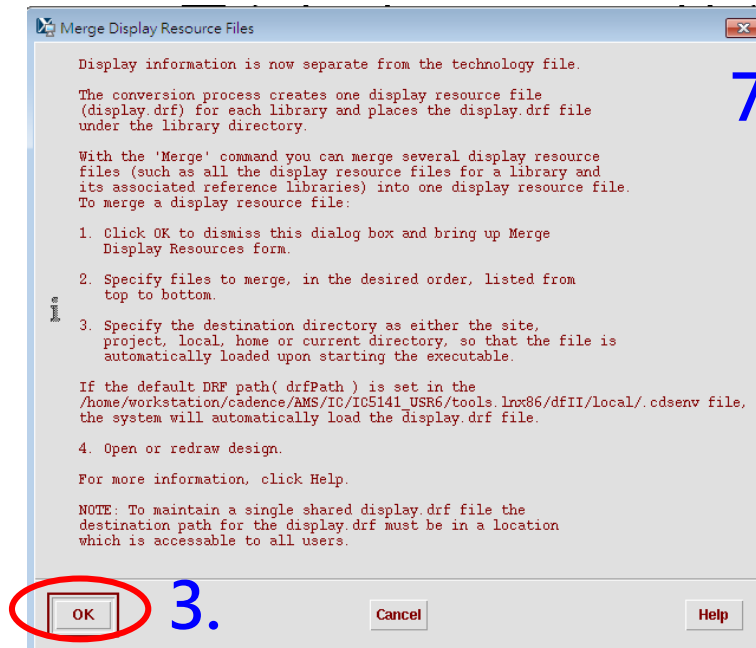 Merge Display Resource Files
7
Display information is now separate from the technology file.
The conversion process creates one display resource file
(display.drf) for each library and places the display.drf file
under the library directory.
With the 'Merge' command you can merge several display resource
files (such as all the display resource files for a library and
its associated reference libraries) into one display resource file.
To merge a display resource file:
1. Click OK to dismiss this dialog box and bring up Merge
Display Resources form.
2. Specify files to merge, in the desired order, listed from
top to bottom.
3. Specify the destination directory as either the site,
project, local, home or current directory, so that the file is
automatically loaded upon starting the executable.
If the default DRF path( drfPath ) is set in the
/home/workstation/cadence/AMS/IC/IC5141_USR6/tools.lnx86/dfII/local/.cdsenv file,
the system will automatically load the display.drf file.
4. Open or redraw design.
For more information, click Help.
NOTE: To maintain a single shared display.drf file the
destination path for the display.drf must be in a location
which is accessable to all users.
OK 3. Cancel Help